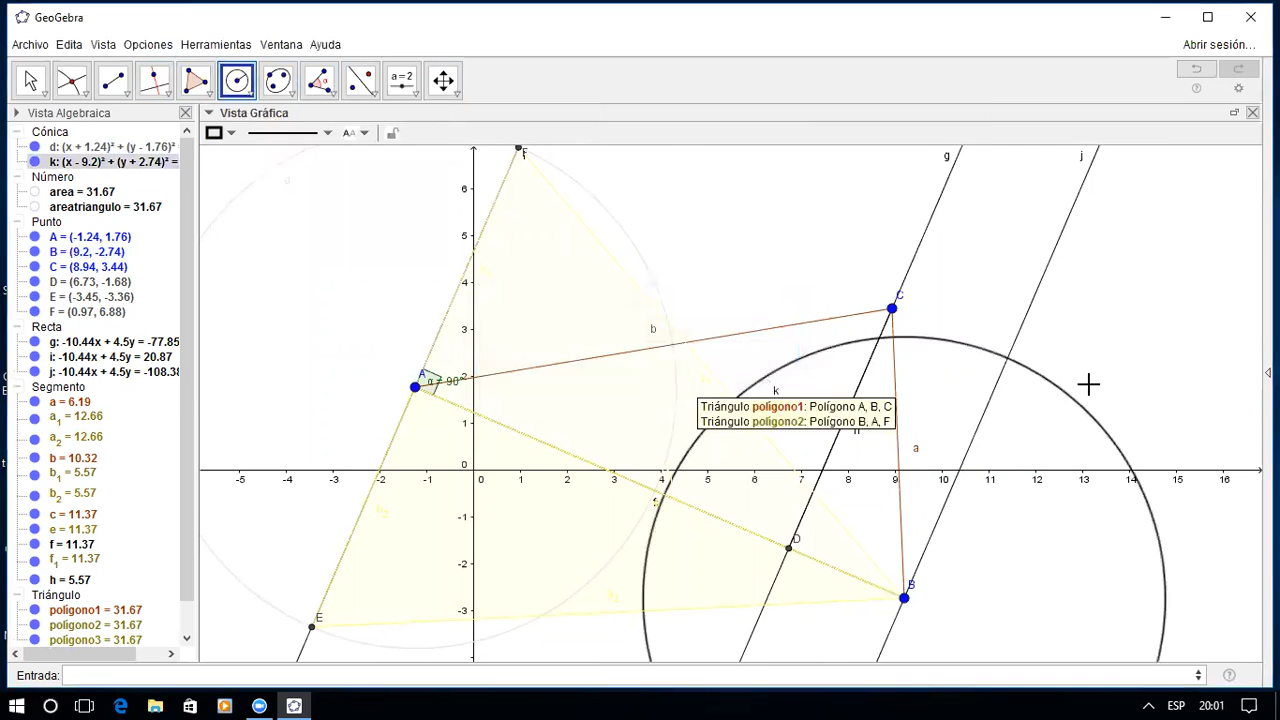 GeoGebra
Archivo Edita Vista Opciones Herramientas Ventana Ayuda
Abrir sesión...
a=2
Vista Algebraica
Vista Gráfica
AA
Cónica
d: (x + 1.24)² + (y - 1.76)²
k: (x - 9.2)² + (y + 2.74)² =
Número
area = 31.67
areatriangulo = 31.67
Punto
A = (-1.24, 1.76)
B = (9.2, -2.74)
C = (8.94, 3.44)
D = (6.73, -1.68)
E = (-3.45, -3.36)
F = (0.97, 6.88)
Recta
g: -10.44x + 4.5y = -77.85
i: -10.44x + 4.5y = 20.87
j: -10.44x + 4.5y = -108.38
Segmento
a = 6.19
a₁ = 12.66
a₂ = 12.66
b = 10.32
b₁ = 5.57
b₂ = 5.57
c = 11.37
e = 11.37
f = 11.37
f₁ = 11.37
h = 5.57
Triángulo
polígono1 = 31.67
polígono2 = 31.67
polígono3 = 31.67
F
g
j
d
6
5
4
3
2
1
0
-1
-2
-3
C
b
A
α = 90°
k
Triángulo polígono1: Polígono A, B, C
Triángulo polígono2: Polígono B, A, F
a
-5 -4 -3 -2 -1 0 1 2 3 4 5 6 7 8 9 10 11 12 13 14 15 16
D
B
E
Entrada:
ESP 20:01